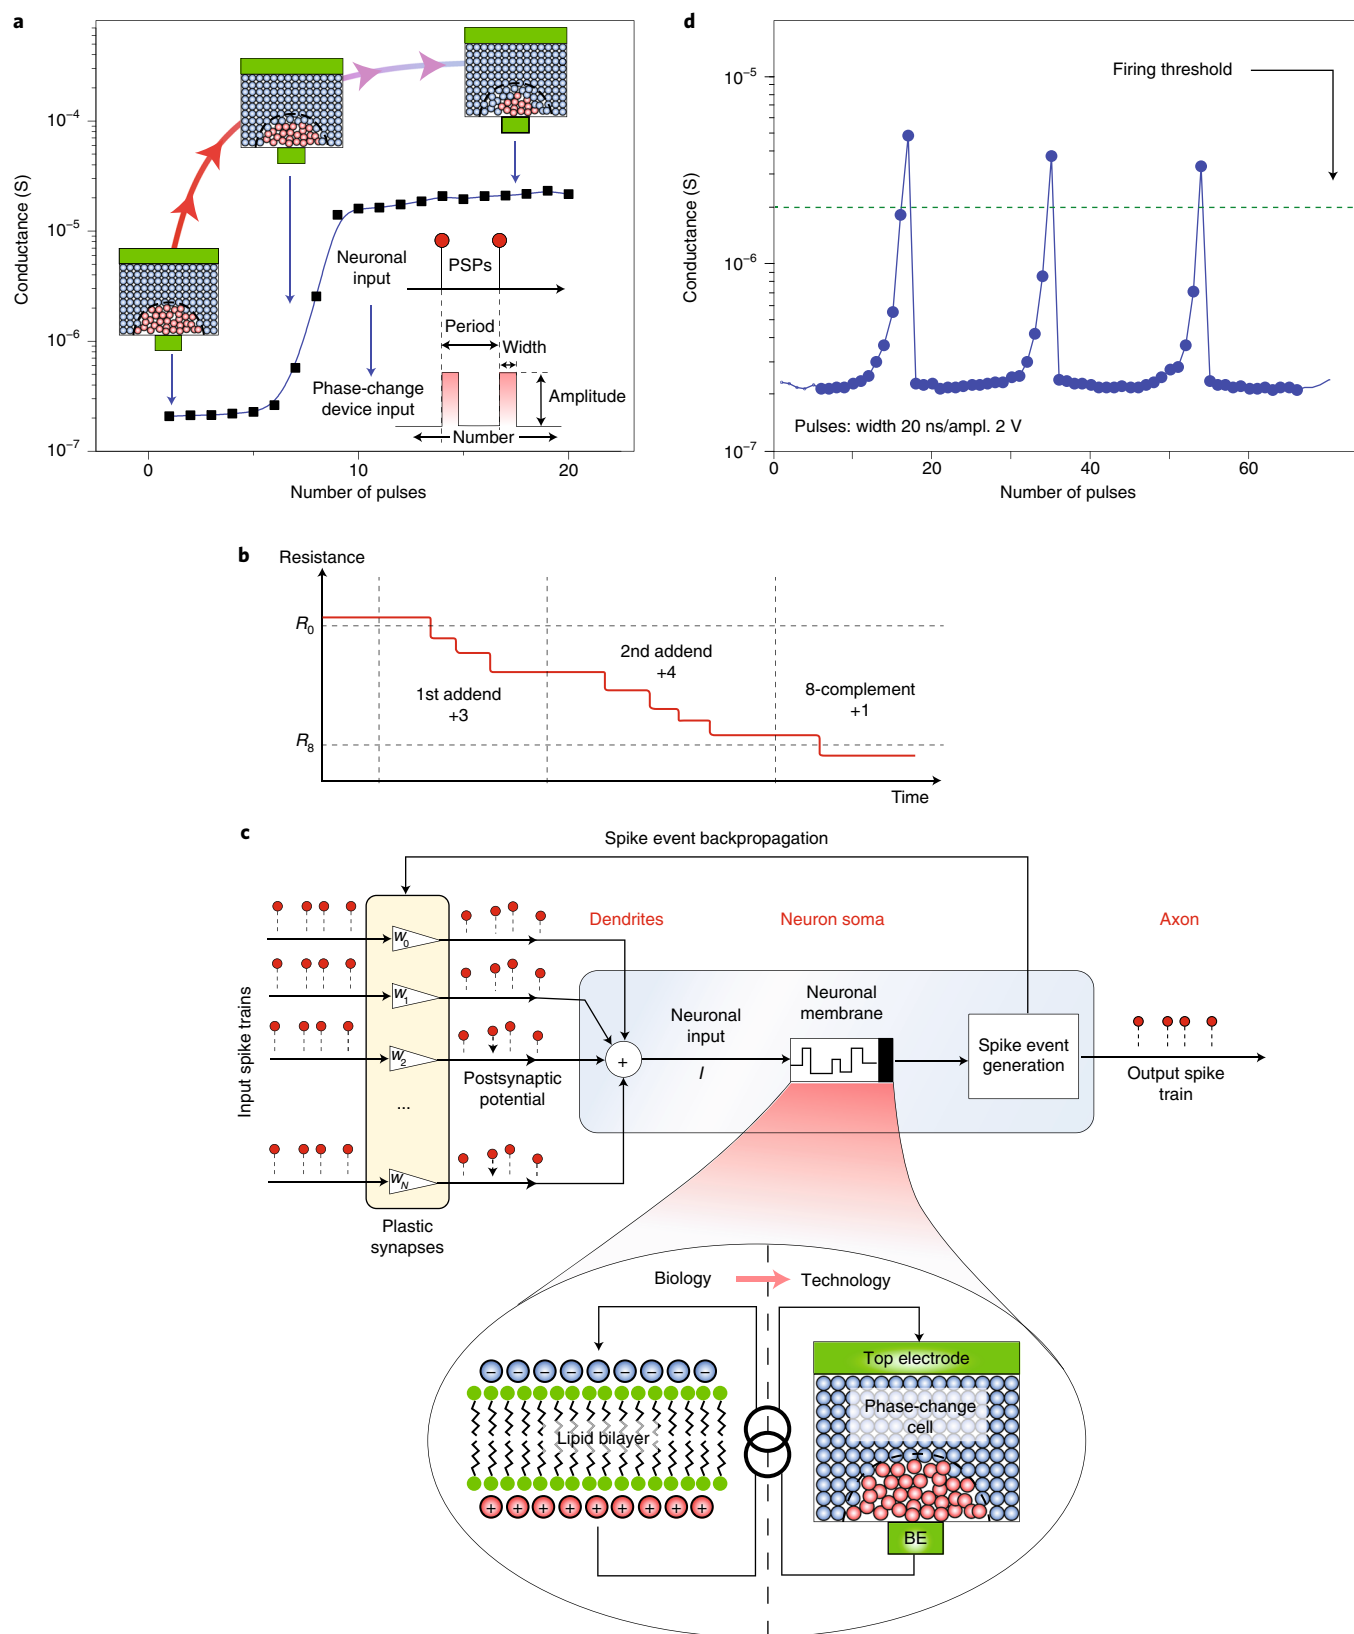 a
Conductance (S)
10⁻⁴
10⁻⁵
10⁻⁶
10⁻⁷
0
10
20
Number of pulses
Neuronal
input
PSPs
Period
Width
Phase-change
device input
Amplitude
Number
d
Conductance (S)
10⁻⁵
10⁻⁶
10⁻⁷
Firing threshold
Pulses: width 20 ns/ampl. 2 V
0
20
40
60
Number of pulses
b
Resistance
R₀
R₈
1st addend
+3
2nd addend
+4
8-complement
+1
Time
c
Spike event backpropagation
Dendrites
Neuron soma
Axon
Input spike trains
W₀
W₁
W₂
...
W_N
Plastic
synapses
Postsynaptic
potential
+
Neuronal
input
I
Neuronal
membrane
Spike event
generation
Output spike
train
Biology
Technology
− − − − − − − − −
Lipid bilayer
+ + + + + + + + +
Top electrode
Phase-change
cell
BE